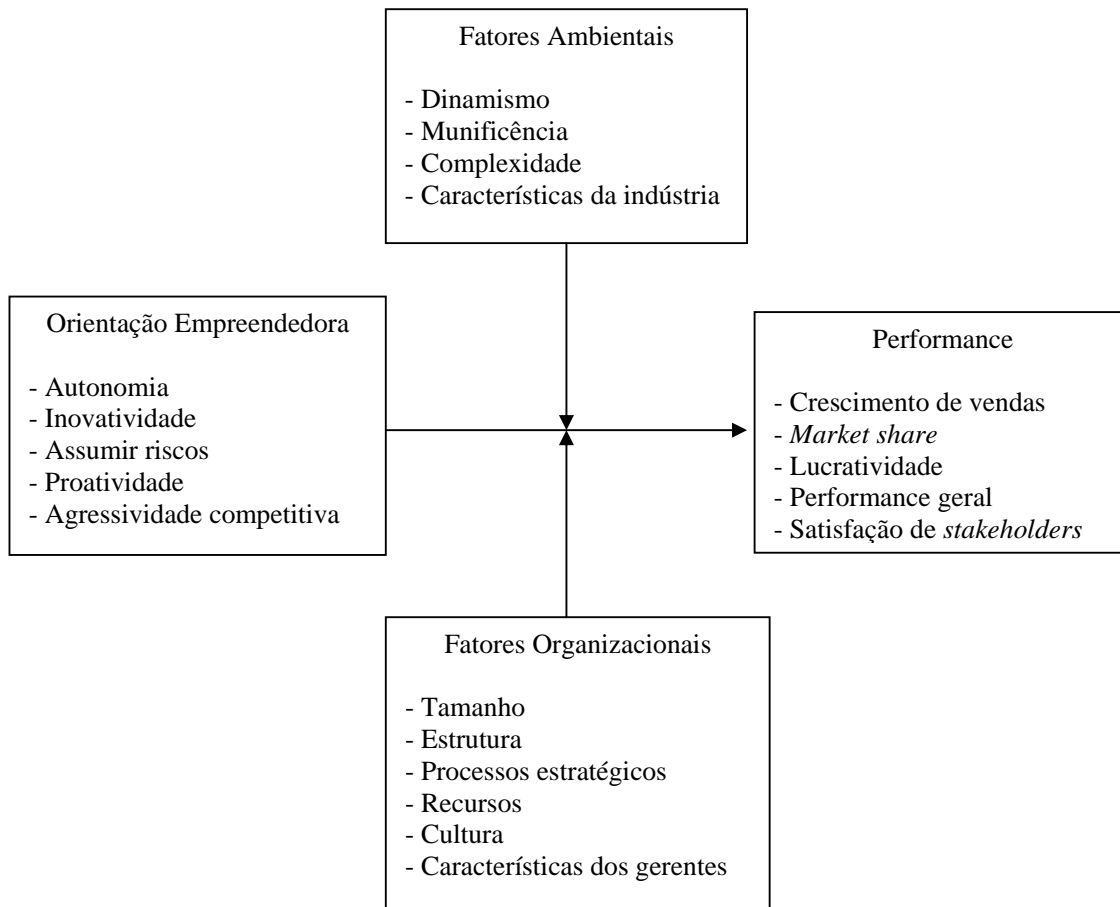 Fatores Ambientais
- Dinamismo
- Munificência
- Complexidade
- Característícas da indústria
Orientação Empreendedora
- Autonomia
- Inovatividade
- Assumir riscos
- Proatividade
- Agressividade competitiva
Performance
- Crescimento de vendas
- Market share
- Lucratividade
- Performance geral
- Satisfação de stakeholders
Fatores Organizacionais
- Tamanho
- Estrutura
- Processos estratégicos
- Recursos
- Cultura
- Característícas dos gerentes